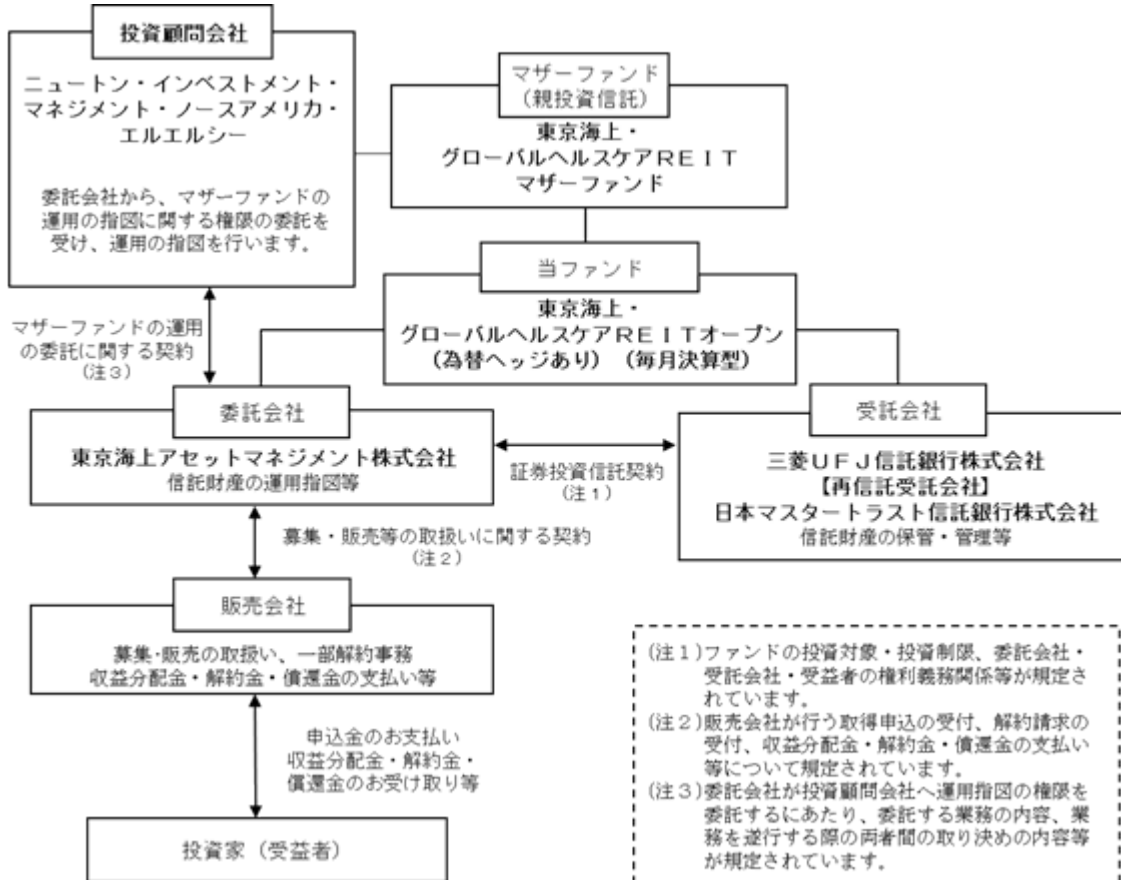 投資顧問会社
ニュートン・インベストメント・
マネジメント・ノースアメリカ・
エルエルシー
委託会社から、マザーファンドの
運用の指図に関する権限の委託を
受け、運用の指図を行います。
マザーファンド
(親投資信託)
東京海上・
グローバルヘルスケアREIT
マザーファンド
当ファンド
東京海上・
グローバルヘルスケアREITオープン
(為替ヘッジあり) (毎月決算型)
マザーファンドの運用
の委託に関する契約
(注3)
委託会社
東京海上アセットマネジメント株式会社
信託財産の運用指図等
証券投資信託契約
(注1)
受託会社
三菱UFJ信託銀行株式会社
【再信託受託会社】
日本マスタートラスト信託銀行株式会社
信託財産の保管・管理等
募集・販売等の取扱いに関する契約
(注2)
販売会社
募集・販売の取扱い、一部解約事務
収益分配金・解約金・償還金の支払い等
申込金のお支払い
収益分配金・解約金・
償還金のお受け取り等
投資家(受益者)
(注1)ファンドの投資対象・投資制限、委託会社・
受託会社・受益者の権利義務関係等が規定さ
れています。
(注2)販売会社が行う取得申込の受付、解約請求の
受付、収益分配金・解約金・償還金の支払い
等について規定されています。
(注3)委託会社が投資顧問会社へ運用指図の権限を
委託するにあたり、委託する業務の内容、業
務を遂行する際の両者間の取り決めの内容等
が規定されています。